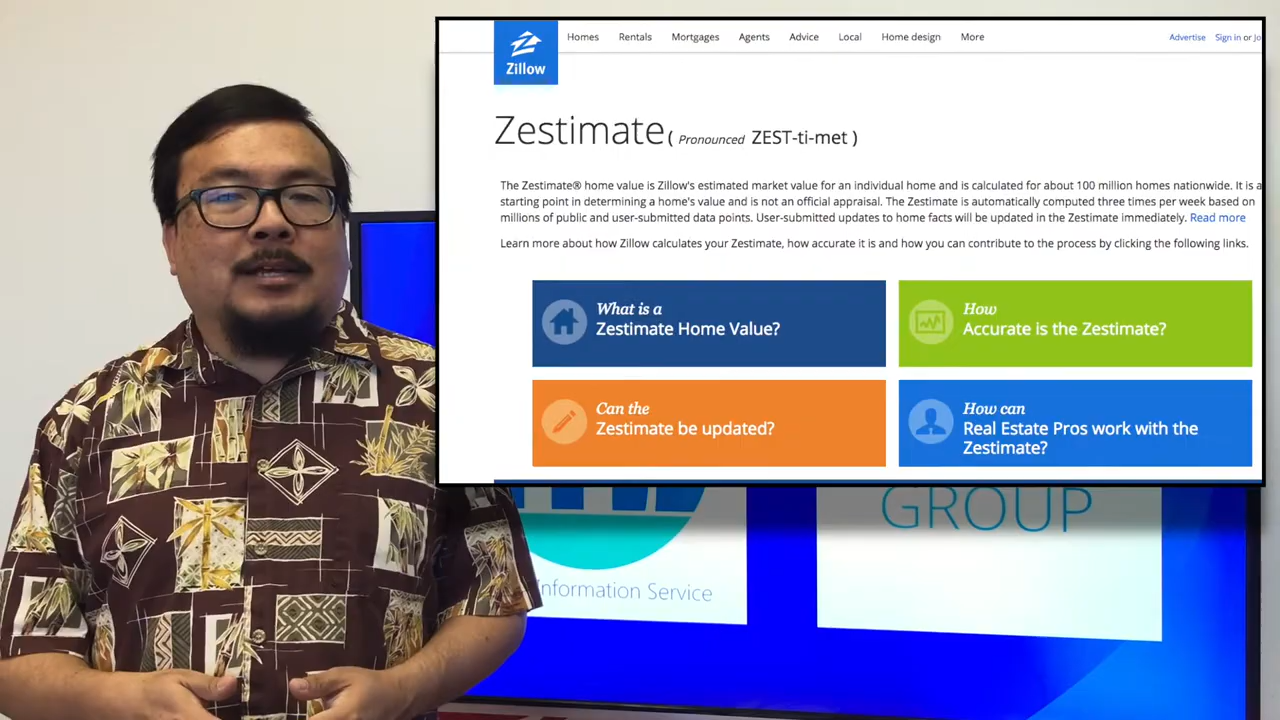 Zillow
Homes Rentals Mortgages Agents Advice Local Home design More Advertise Sign in or Jo
Zestimate ( Pronounced ZEST-ti-met )
The Zestimate® home value is Zillow's estimated market value for an individual home and is calculated for about 100 million homes nationwide. It is a
starting point in determining a home's value and is not an official appraisal. The Zestimate is automatically computed three times per week based on
millions of public and user-submitted data points. User-submitted updates to home facts will be updated in the Zestimate immediately. Read more
Learn more about how Zillow calculates your Zestimate, how accurate it is and how you can contribute to the process by clicking the following links.
What is a
Zestimate Home Value?
How
Accurate is the Zestimate?
Can the
Zestimate be updated?
How can
Real Estate Pros work with the
Zestimate?
GROUP
Information Service